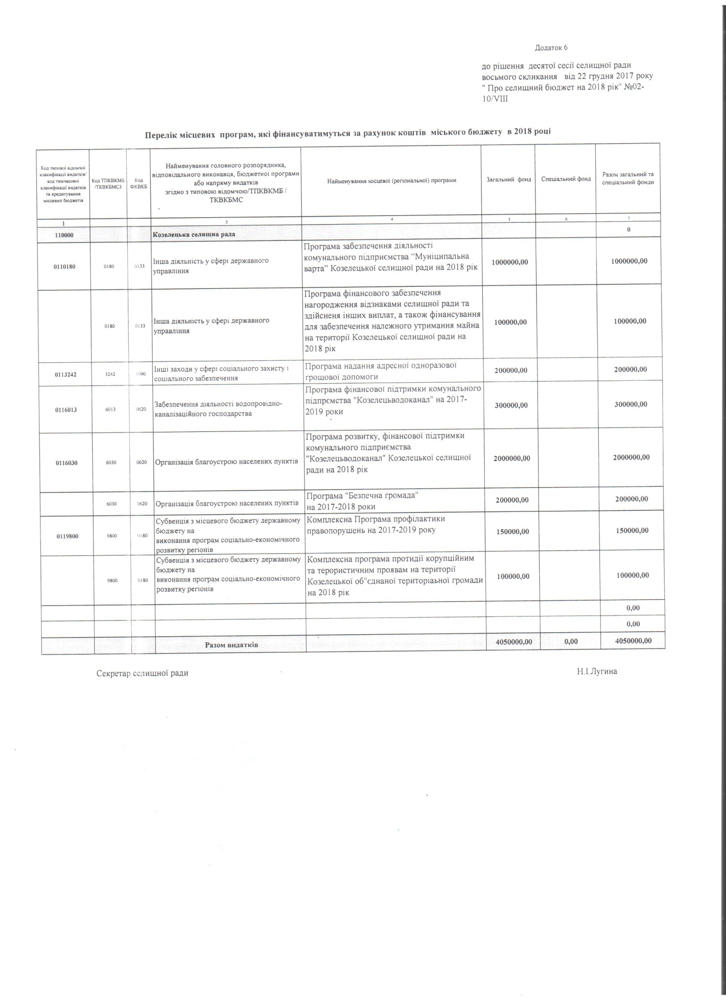 Додаток 6
до рішення десятої сесії селищної ради
восьмого скликання від 22 грудня 2017 року
" Про селищний бюджет на 2018 рік" №02-
10/VIII
Перелік місцевих програм, які фінансуватимуться за рахунок коштів міського бюджету в 2018 році
Код типової відомчої
класифікації видатків/
код тимчасової
класифікації видатків
та кредитування
місцевих бюджетів
Код ТПКВКМБ
/ТКВКБМС3
Код
ФКВКБ
Найменування головного розпорядника,
відповідального виконавця, бюджетної програми
або напряму видатків
згідно з типовою відомчою/ТПКВКМБ /
ТКВКБМС
Найменування місцевої (регіональної) програми
Загальний фонд
Спеціальний фонд
Разом загальний та
спеціальний фонди
1 3 4 5 6 7
110000 Козелецька селищна рада 0
0110180 0180 0133
Інша діяльність у сфері державного
управління
Програма забезпечення діяльності
комунального підприємства “Муніципальна
варта” Козелецької селищної ради на 2018 рік
1000000,00 1000000,00
0180 0133
Інша діяльність у сфері державного
управління
Програма фінансового забезпечення
нагородження відзнаками селищної ради та
здійсненя інших виплат, а також фінансування
для забезпечення належного утримання майна
на території Козелецької селищної ради на
2018 рік
100000,00 100000,00
0113242 3242 1090
Інші заходи у сфері соціального захисту і
соціального забезпечення
Програма надання адресної одноразової
грошової допомоги
200000,00 200000,00
0116013 6013 0620
Забезпечення діяльності водопровідно-
каналізаційного господарства
Програма фінансової підтримки комунального
підпрємства "Козелецьводоканал" на 2017-
2019 роки
300000,00 300000,00
0116030 6030 0620
Організація благоустрою населених пунктів
Програма розвитку, фінансової підтримки
комунального підприємства
"Козелецьводоканал" Козелецької селищної
ради на 2018 рік
2000000,00 2000000,00
6030 0620
Організація благоустрою населених пунктів
Програма "Безпечна громада"
на 2017-2018 роки
200000,00 200000,00
0119800 9800 0180
Субвенція з місцевого бюджету державному
бюджету на
виконання програм соціально-економічного
розвитку регіонів
Комплексна Програма профілактики
правопорушень на 2017-2019 року
150000,00 150000,00
9800 0180
Субвенція з місцевого бюджету державному
бюджету на
виконання програм соціально-економічного
розвитку регіонів
Комплексна програма протидії корупційним
та терористичним проявам на території
Козелецької об"єднаної територіаьної громади
на 2018 рік
100000,00 100000,00
0,00
0,00
Разом видатків 4050000,00 0,00 4050000,00
Секретар селищної ради Н.І.Лугина